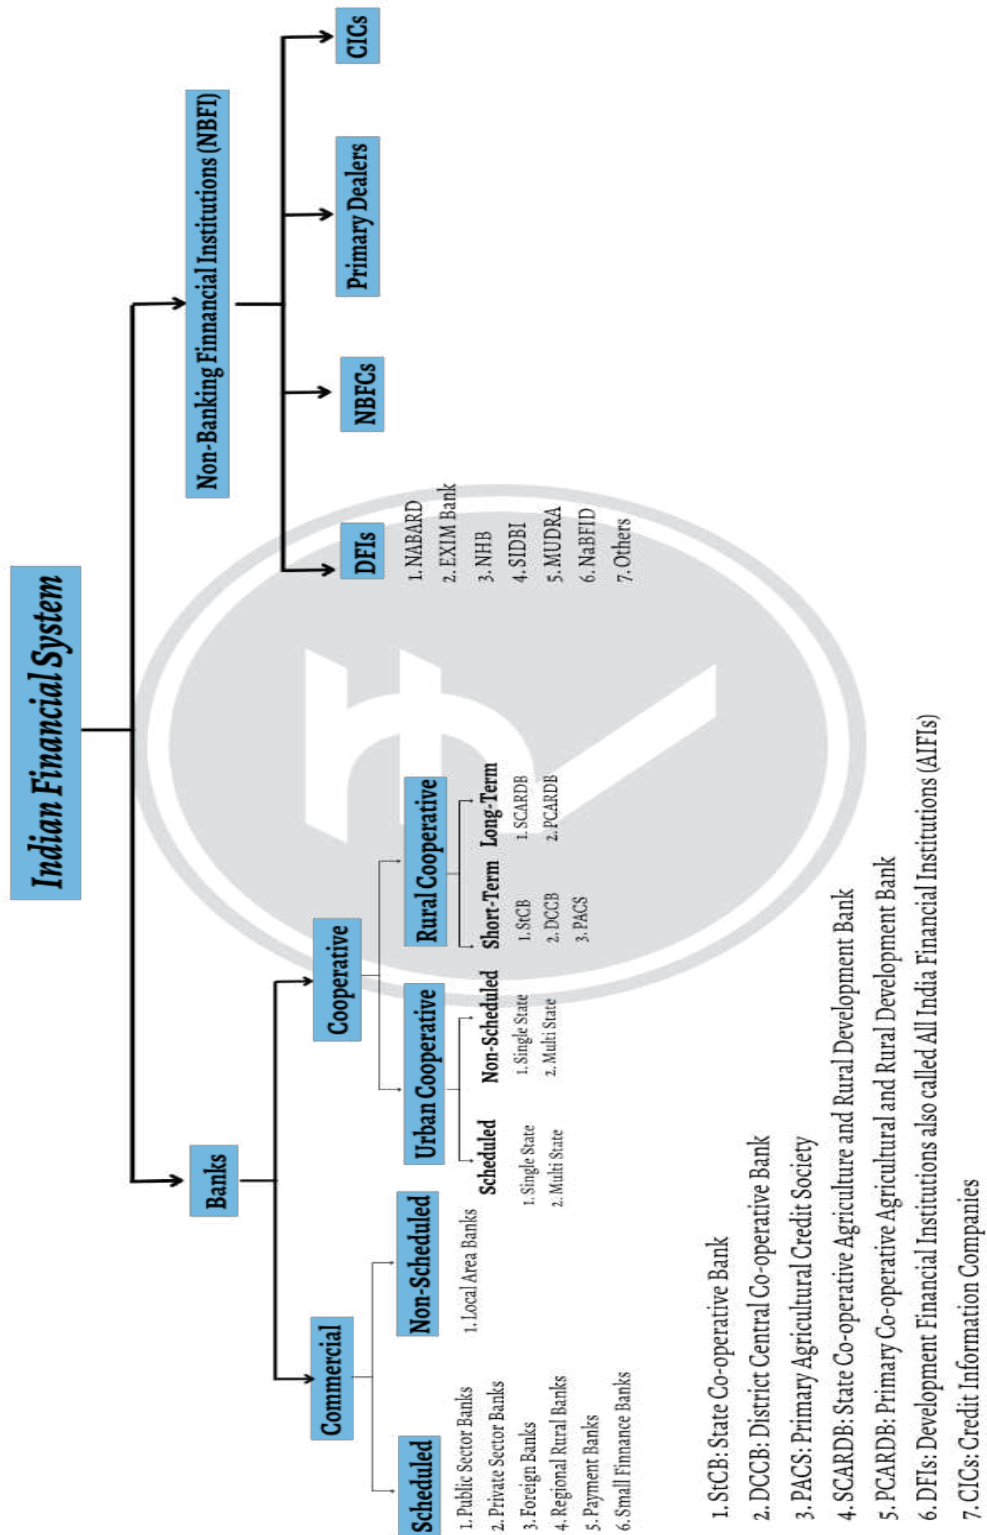 Indian Financial System
Banks
Non-Banking Finnancial Institutions (NBFI)
Commercial
Cooperative
DFIs
NBFCs
Primary Dealers
CICs
Scheduled
Non-Scheduled
Urban Cooperative
Rural Cooperative
1. Public Sector Banks
2. Private Sector Banks
3. Foreign Banks
4. Regional Rural Banks
5. Payment Banks
6. Small Finnance Banks
1. Local Area Banks
Scheduled
1. Single State
2. Multi State
Non-Scheduled
1. Single State
2. Multi State
Short-Term
1. StCB
2. DCCB
3. PACS
Long-Term
1. SCARDB
2. PCARDB
1. NABARD
2. EXIM Bank
3. NHB
4. SIDBI
5. MUDRA
6. NaBFID
7. Others
1. StCB: State Co-operative Bank
2. DCCB: District Central Co-operative Bank
3. PACS: Primary Agricultural Credit Society
4. SCARDB: State Co-operative Agriculture and Rural Development Bank
5. PCARDB: Primary Co-operative Agricultural and Rural Development Bank
6. DFIs: Development Financial Institutions also called All India Financial Institutions (AIFIs)
7. CICs: Credit Information Companies